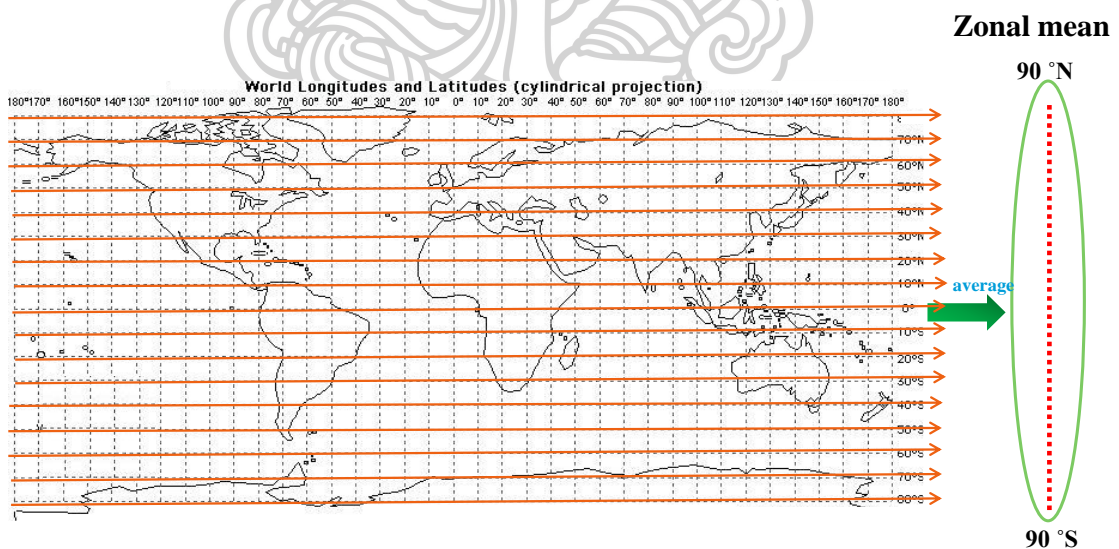 Zonal mean
90 °N
World Longitudes and Latitudes (cylindrical projection)
180° 170° 160° 150° 140° 130° 120° 110° 100° 90° 80° 70° 60° 50° 40° 30° 20° 10° 0° 10° 20° 30° 40° 50° 60° 70° 80° 90° 100° 110° 120° 130° 140° 150° 160° 170° 180°
70°N
60°N
50°N
40°N
30°N
20°N
10°N
average
0°
10°S
20°S
30°S
40°S
50°S
60°S
70°S
80°S
90 °S